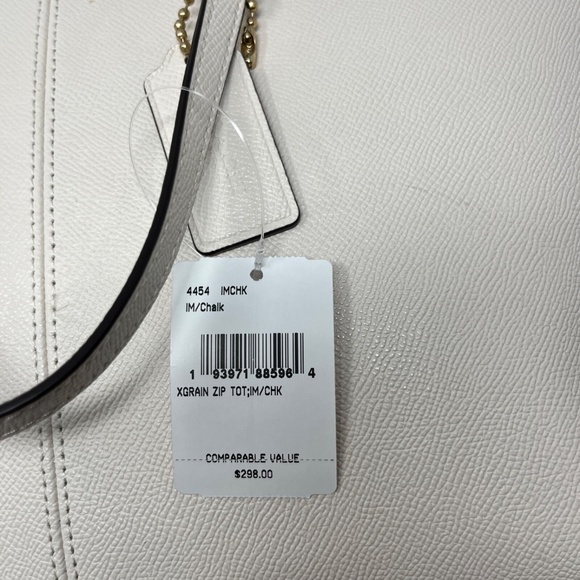 4454 IMCHK
IM/Chalk
1 93971 88596 4
XGRAIN ZIP TOT;IM/CHK
COMPARABLE VALUE
$298.00